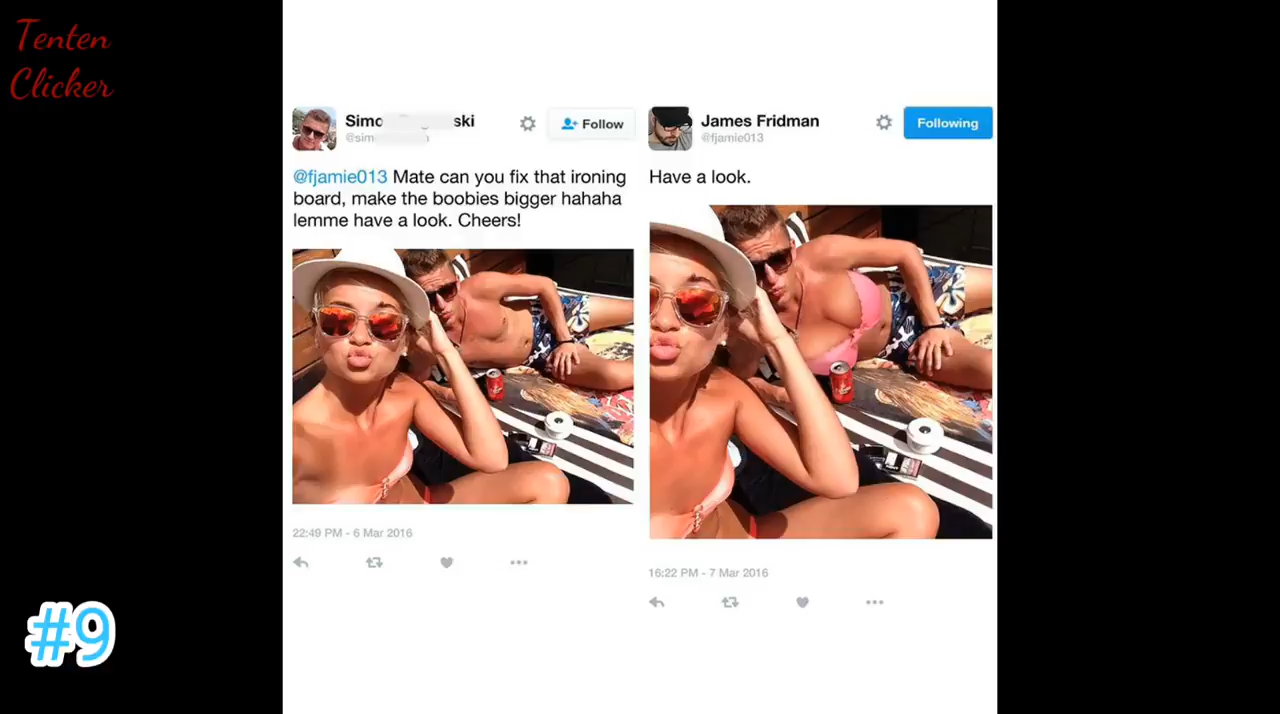 Tenten
Clicker
Simo ski
@sim
Follow
@fjamie013 Mate can you fix that ironing
board, make the boobies bigger hahaha
lemme have a look. Cheers!
22:49 PM - 6 Mar 2016
James Fridman
@fjamie013
Following
Have a look.
16:22 PM - 7 Mar 2016
#9